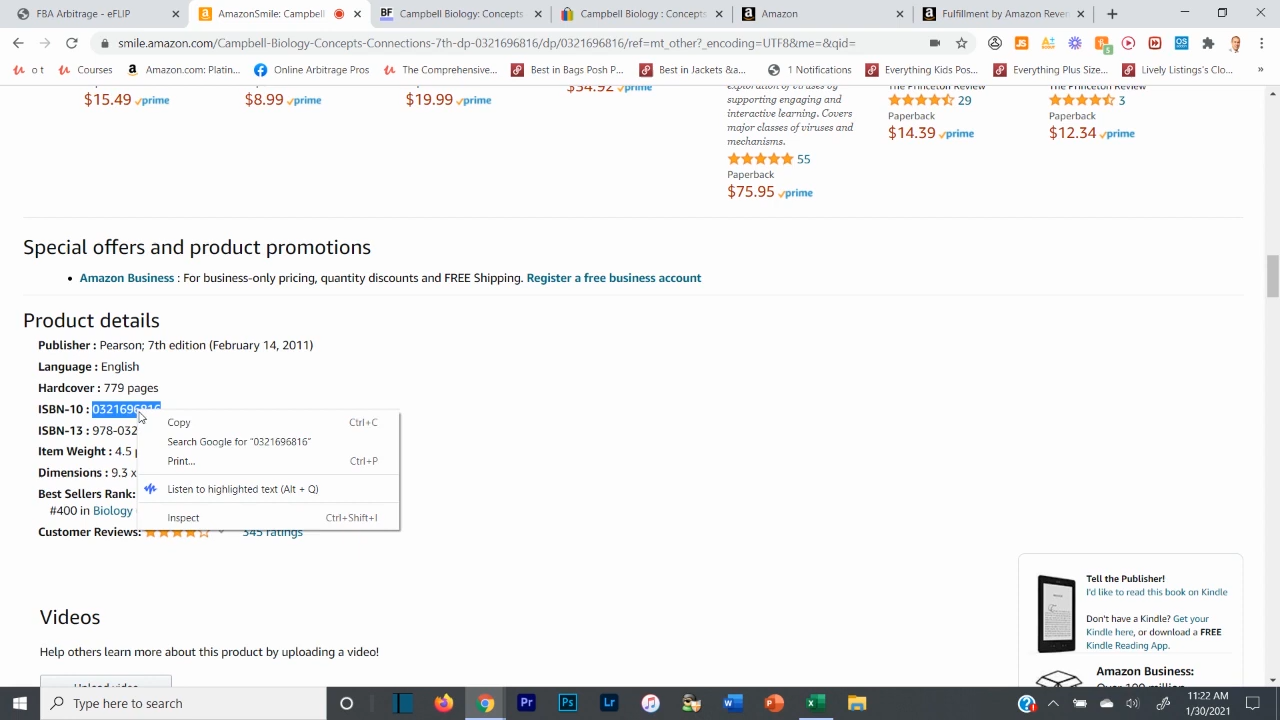 FBA Arbitrage - eFLIP
AmazonSmile: Campbell
Campbell Biology: Concepts
Campbell Biology : Concepts
Amazon
Fulfillment by Amazon Reven
smile.amazon.com/Campbell-Biology-Concepts-Connections-7th-dp-0321696816/dp/0321696816/ref=mt_other?_encoding=UTF8&me=&qid=
o t
Courses
Amazon.com: Platin...
Online Arbitrage Pros
The Comprehensive...
Best in Bags Posh P...
Best in Jackets &a...
1 Notifications
Everything Kids Pos...
Everything Plus Size...
Lively Listings's Clo...
»
exploration of viruses by
The Princeton Review
The Princeton Review
$15.49 prime
$8.99 prime
$19.99 prime
$54.92 prime
supporting engaging and
interactive learning. Covers
major classes of viruses and
mechanisms.
55
Paperback
$75.95 prime
29
Paperback
$14.39 prime
3
Paperback
$12.34 prime
Special offers and product promotions
• Amazon Business : For business-only pricing, quantity discounts and FREE Shipping. Register a free business account
Product details
Publisher : Pearson; 7th edition (February 14, 2011)
Language : English
Hardcover : 779 pages
ISBN-10 : 0321696816
ISBN-13 : 978-032
Item Weight : 4.5 p
Dimensions : 9.3 x
Best Sellers Rank:
#400 in Biology
Customer Reviews:
345 ratings
Copy Ctrl+C
Search Google for “0321696816”
Print... Ctrl+P
Listen to highlighted text (Alt + Q)
Inspect Ctrl+Shift+I
Tell the Publisher!
I'd like to read this book on Kindle
Don't have a Kindle? Get your
Kindle here, or download a FREE
Kindle Reading App.
Amazon Business:
Videos
Help others learn more about this product by uploading a video!
Upload video
Type here to search
11:22 AM
1/30/2021